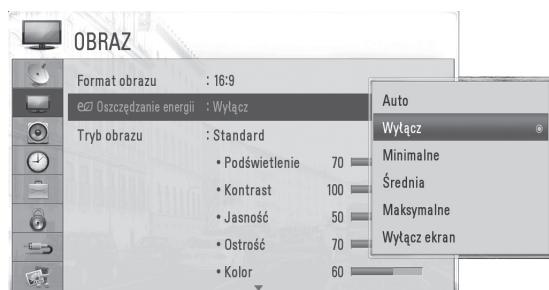 OBRAZ
Format obrazu : 16:9
Oszczędzanie energii : Wyłącz
Tryb obrazu : Standard
• Podświetlenie 70
• Kontrast 100
• Jasność 50
• Ostrość 70
• Kolor 60
Auto
Wyłącz
Minimalne
Średnia
Maksymalne
Wyłącz ekran